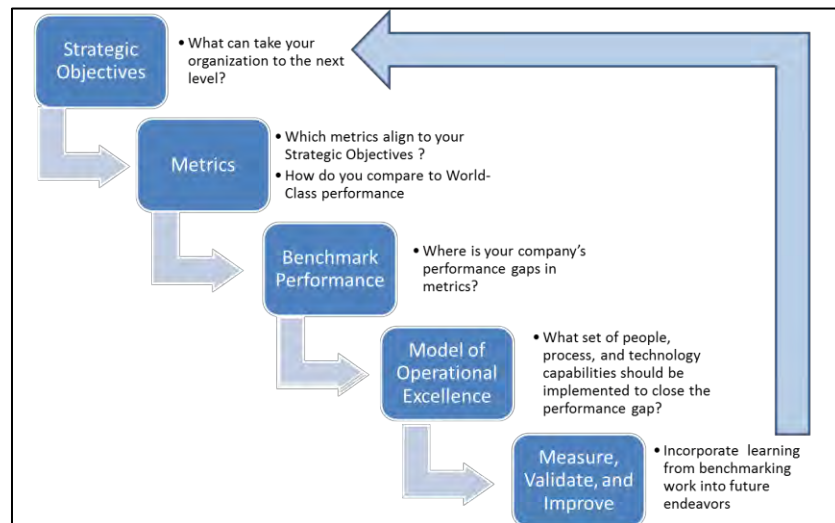 Strategic
Objectives
• What can take your
organization to the next
level?
Metrics
• Which metrics align to your
Strategic Objectives ?
• How do you compare to World-
Class performance
Benchmark
Performance
• Where is your company's
performance gaps in
metrics?
Model of
Operational
Excellence
• What set of people,
process, and technology
capabilities should be
implemented to close the
performance gap?
Measure,
Validate, and
Improve
• Incorporate learning
from benchmarking
work into future
endeavors